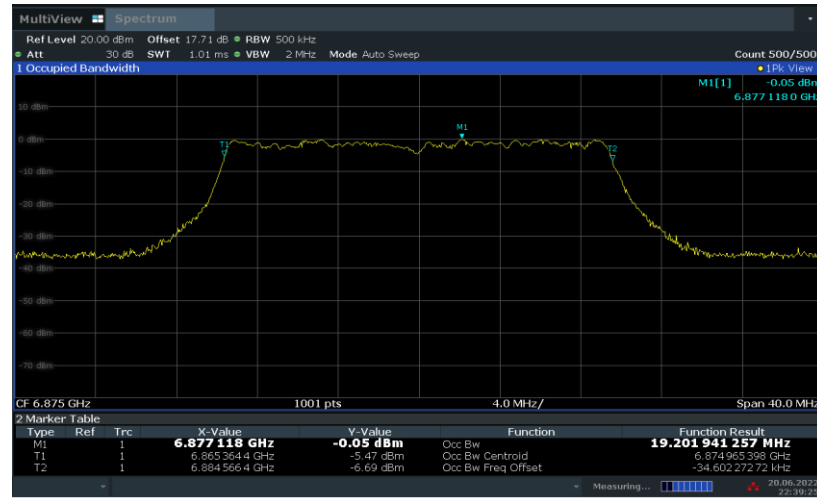 MultiView Spectrum
Ref Level 20.00 dBm Offset 17.71 dB RBW 500 kHz
Att 30 dB SWT 1.01 ms VBW 2 MHz Mode Auto Sweep Count 500/500
1 Occupied Bandwidth 1Pk View
M1[1] -0.05 dBm
6.877 118 0 GHz
10 dBm
M1
0 dBm
T1
T2
-10 dBm
-20 dBm
-30 dBm
-40 dBm
-50 dBm
-60 dBm
-70 dBm
CF 6.875 GHz 1001 pts 4.0 MHz/ Span 40.0 MHz
2 Marker Table
Type Ref Trc X-Value Y-Value Function Function Result
M1 1 6.877 118 GHz -0.05 dBm Occ Bw 19.201 941 257 MHz
T1 1 6.865 364 4 GHz -5.47 dBm Occ Bw Centroid 6.874 965 398 GHz
T2 1 6.884 566 4 GHz -6.69 dBm Occ Bw Freq Offset -34.602 272 72 kHz
Measuring... 20.06.2022
22:39:25